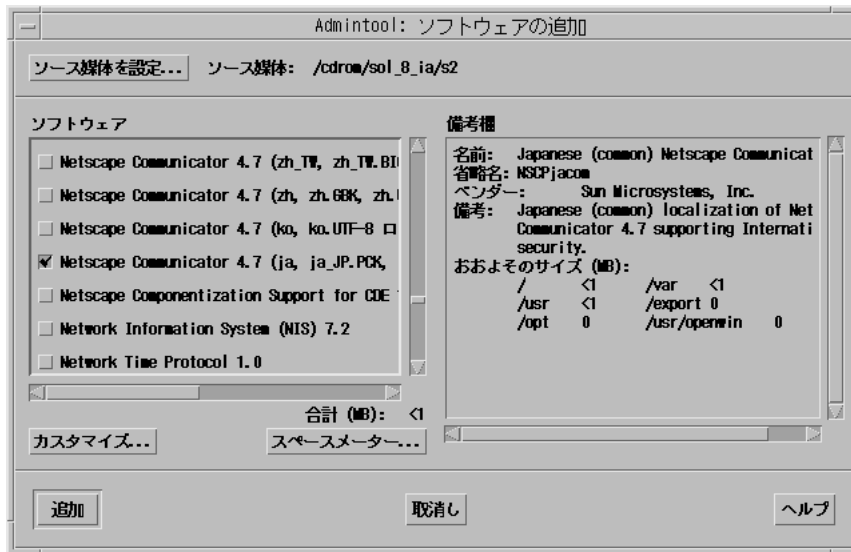 Admintool: ソフトウェアの追加
ソース媒体を設定... ソース媒体: /cdrom/sol_8_ia/s2
ソフトウェア
Netscape Communicator 4.7 (zh_TW, zh_TW.BI
Netscape Communicator 4.7 (zh, zh.GBK, zh.
Netscape Communicator 4.7 (ko, ko.UTF-8 ロ
Netscape Communicator 4.7 (ja, ja_JP.PCK,
Netscape Componentization Support for CDE
Network Information System (NIS) 7.2
Network Time Protocol 1.0
合計 (MB): <1
カスタマイズ... スペースメーター...
備考欄
名前: Japanese (common) Netscape Communicat
省略名: NSCPjacom
ベンダー: Sun Microsystems, Inc.
備考: Japanese (common) localization of Net
Communicator 4.7 supporting Internati
security.
おおよそのサイズ (MB):
/ <1 /var <1
/usr <1 /export 0
/opt 0 /usr/openwin 0
追加 取消し ヘルプ